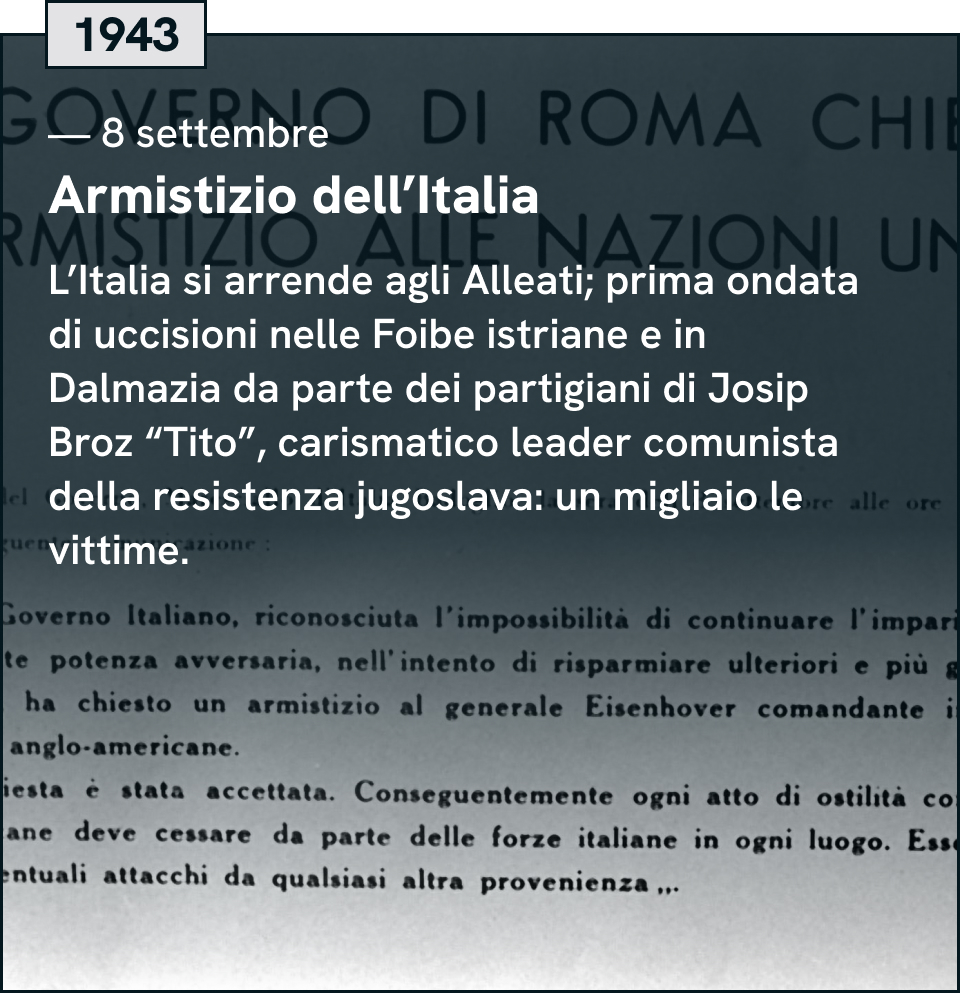 1943
GOVERNO DI ROMA CHIE
— 8 settembre
Armistizio dell’Italia
RMISTIZIO ALLE NAZIONI UN
L’Italia si arrende agli Alleati; prima ondata
di uccisioni nelle Foibe istriane e in
Dalmazia da parte dei partigiani di Josip
Broz “Tito”, carismatico leader comunista
della resistenza jugoslava: un migliaio le
vittime.
alle ore
Governo Italiano, riconosciuta l'impossibilità di continuare l'impari
te potenza avversaria, nell'intento di risparmiare ulteriori e più g
ha chiesto un armistizio al generale Eisenhover comandante i
anglo-americane.
iesta è stata accettata. Conseguentemente ogni atto di ostilità co
ane deve cessare da parte delle forze italiane in ogni luogo. Ess
entuali attacchi da qualsiasi altra provenienza ,,.